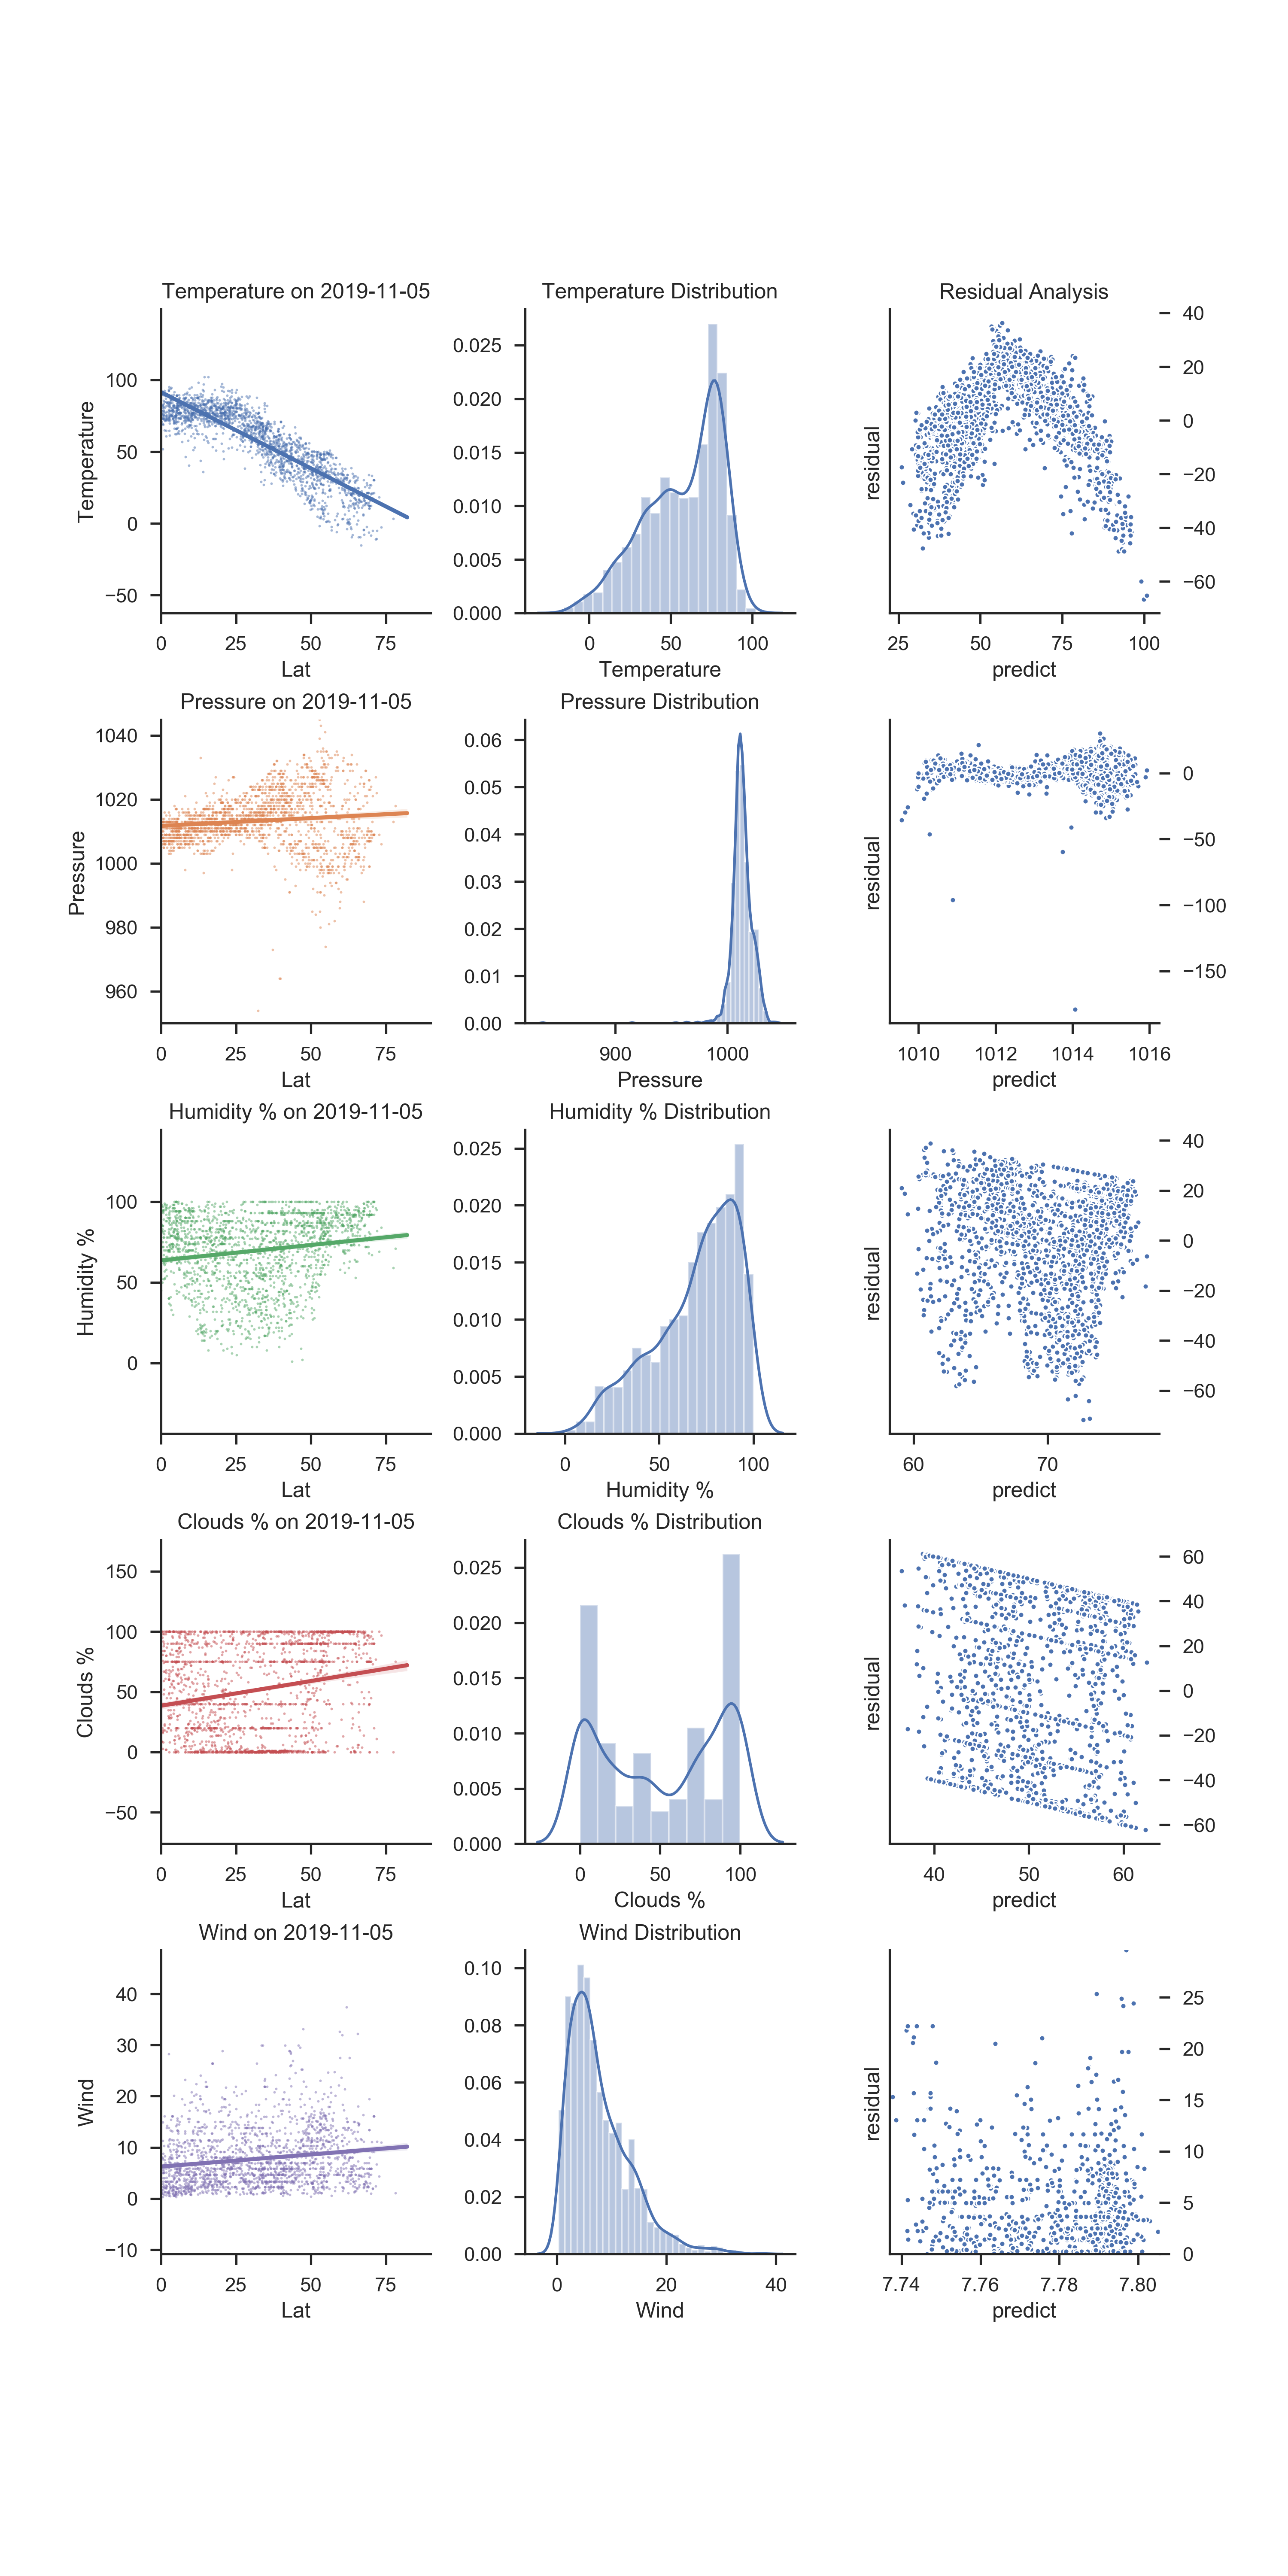 Temperature on 2019-11-05
Temperature Distribution
Residual Analysis
100
50
0
−50
Temperature
0 25 50 75
Lat
0.025
0.020
0.015
0.010
0.005
0.000
0 50 100
Temperature
residual
40
20
0
−20
−40
−60
25 50 75 100
predict
Pressure on 2019-11-05
Pressure Distribution
1040
1020
1000
980
960
Pressure
0 25 50 75
Lat
0.06
0.05
0.04
0.03
0.02
0.01
0.00
900 1000
Pressure
residual
0
−50
−100
−150
1010 1012 1014 1016
predict
Humidity % on 2019-11-05
Humidity % Distribution
100
50
0
Humidity %
0 25 50 75
Lat
0.025
0.020
0.015
0.010
0.005
0.000
0 50 100
Humidity %
residual
40
20
0
−20
−40
−60
60 70
predict
Clouds % on 2019-11-05
Clouds % Distribution
150
100
50
0
−50
Clouds %
0 25 50 75
Lat
0.025
0.020
0.015
0.010
0.005
0.000
0 50 100
Clouds %
residual
60
40
20
0
−20
−40
−60
40 50 60
predict
Wind on 2019-11-05
Wind Distribution
40
30
20
10
0
−10
Wind
0 25 50 75
Lat
0.10
0.08
0.06
0.04
0.02
0.00
0 20 40
Wind
residual
25
20
15
10
5
0
7.74 7.76 7.78 7.80
predict